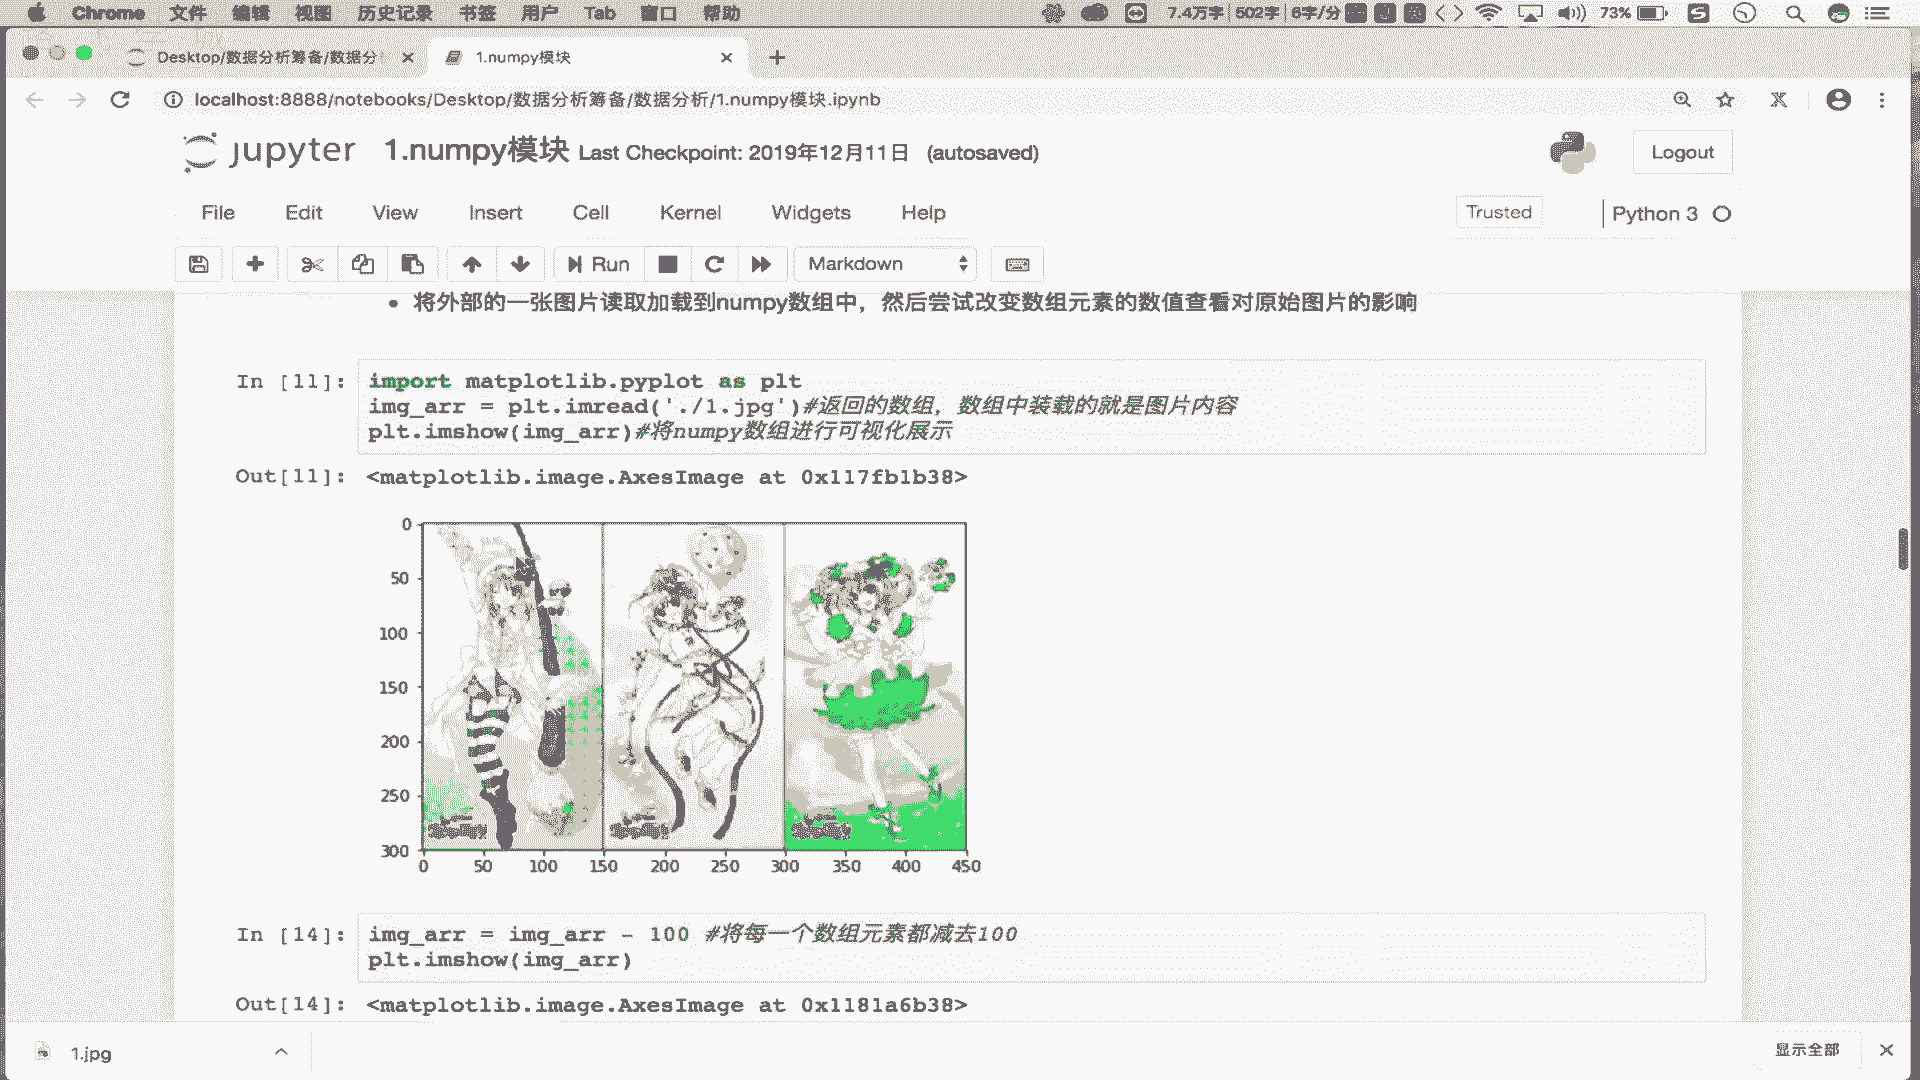 Chrome 文件 编辑 视图 历史记录 书签 用户 Tab 窗口 帮助 7.4万字 502字 6字/分 73%
Desktop/数据分析筹备/数据分 1.numpy模块
localhost:8888/notebooks/Desktop/数据分析筹备/数据分析/1.numpy模块.ipynb
jupyter 1.numpy模块 Last Checkpoint: 2019年12月11日 (autosaved) Logout
File Edit View Insert Cell Kernel Widgets Help Trusted Python 3
Run Markdown
• 将外部的一张图片读取加载到numpy数组中，然后尝试改变数组元素的数值查看对原始图片的影响
In [11]: import matplotlib.pyplot as plt
img_arr = plt.imread('./1.jpg')#返回的数组，数组中装载的就是图片内容
plt.imshow(img_arr)#将numpy数组进行可视化展示
Out[11]: <matplotlib.image.AxesImage at 0x117fb1b38>
0
50
100
150
200
250
300
0 50 100 150 200 250 300 350 400 450
In [14]: img_arr = img_arr - 100 #将每一个数组元素都减去100
plt.imshow(img_arr)
Out[14]: <matplotlib.image.AxesImage at 0x1181a6b38>
1.jpg 显示全部